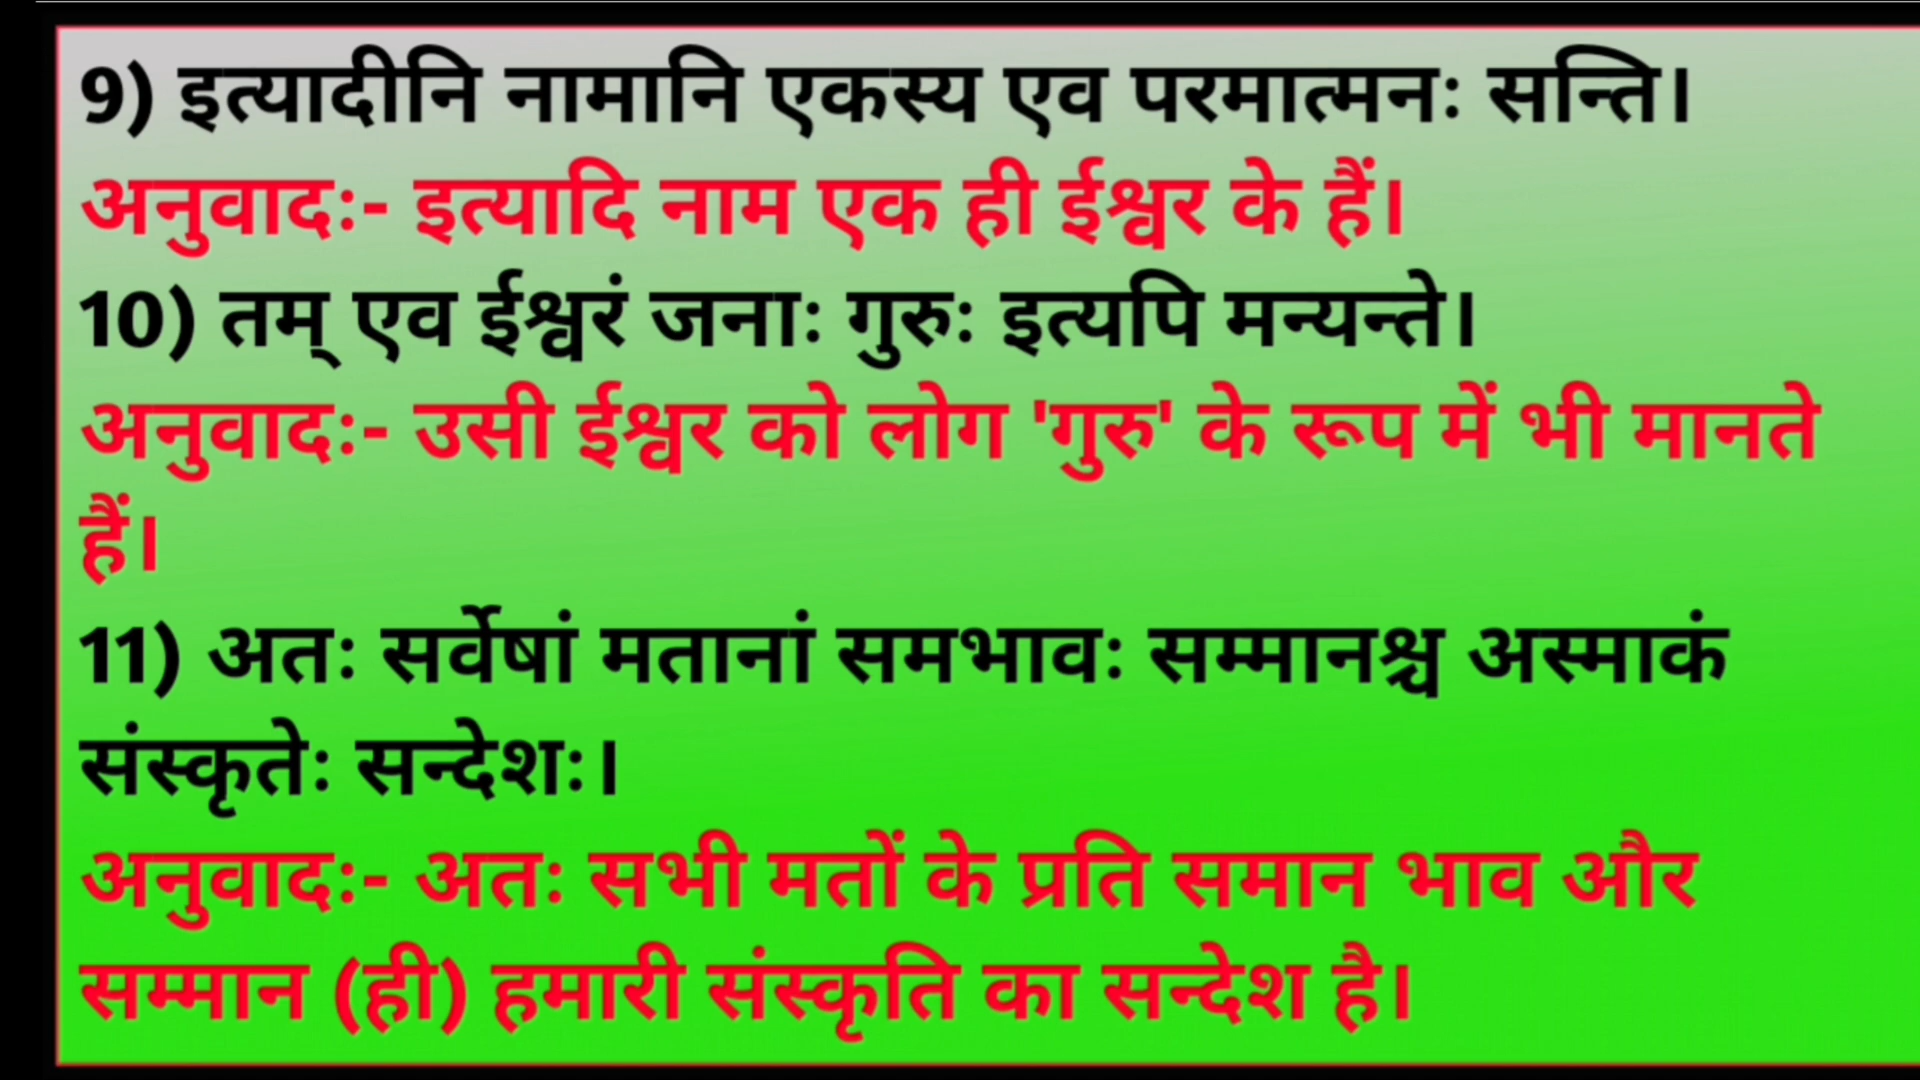 9) इत्यादीनि नामानि एकस्य एव परमात्मनः सन्ति।
अनुवादः- इत्यादि नाम एक ही ईश्वर के हैं।
10) तम् एव ईश्वरं जनाः गुरुः इत्यपि मन्यन्ते।
अनुवादः- उसी ईश्वर को लोग 'गुरु' के रूप में भी मानते
हैं।
11) अतः सर्वेषां मतानां समभावः सम्मानश्च अस्माकं
संस्कृतेः सन्देशः।
अनुवादः- अतः सभी मतों के प्रति समान भाव और
सम्मान (ही) हमारी संस्कृति का सन्देश है।